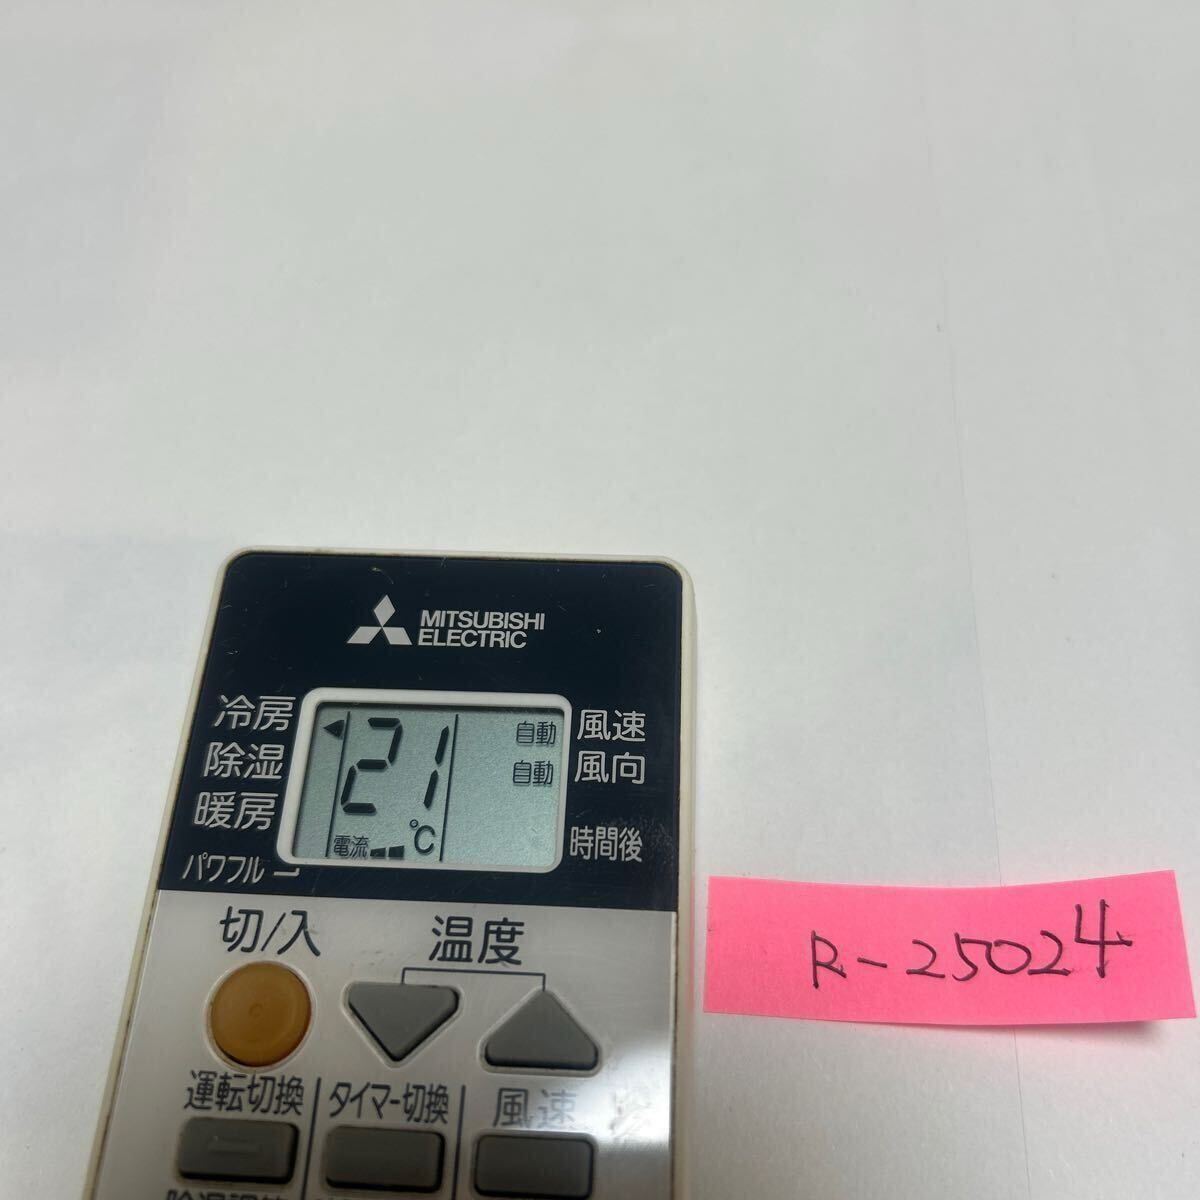 MITSUBISHI
ELECTRIC
冷房
除湿
暖房
パワフル
21
℃
電流
自動
自動
風速
風向
時間後
切/入
温度
運転切換
タイマー切換
風速
R-25024